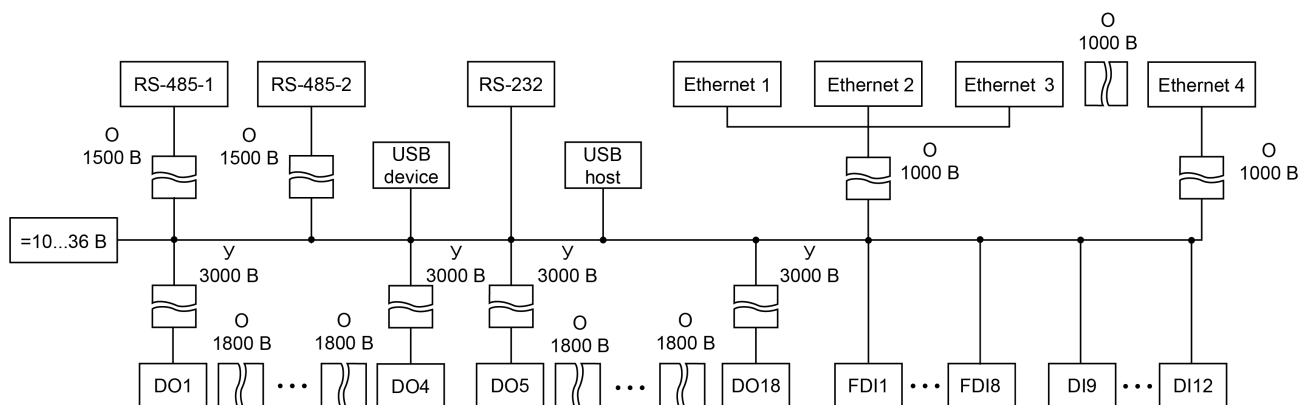 О
1000 В
RS-485-1
RS-485-2
RS-232
Ethernet 1
Ethernet 2
Ethernet 3
Ethernet 4
О
1500 В
О
1500 В
USB
device
USB
host
О
1000 В
О
1000 В
=10...36 В
У
3000 В
У
3000 В
У
3000 В
У
3000 В
О
1800 В
О
1800 В
О
1800 В
О
1800 В
DO1
...
DO4
DO5
...
DO18
FDI1
...
FDI8
DI9
...
DI12